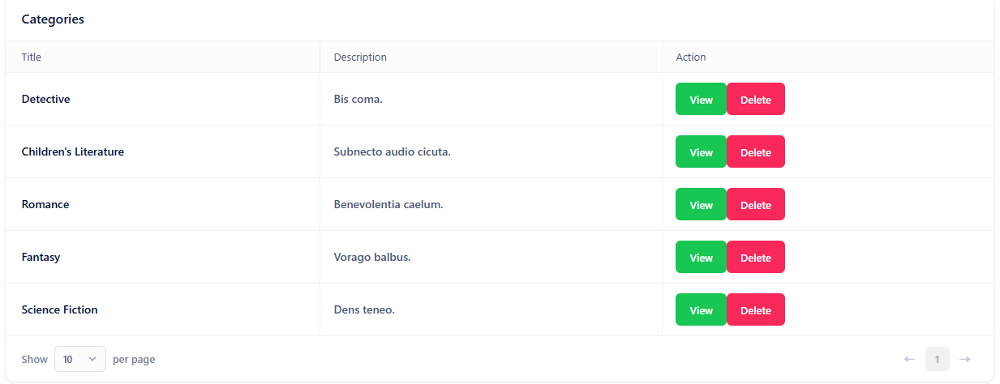 Categories
Title Description Action
Detective Bis coma. View Delete
Children's Literature Subnecto audio cicuta. View Delete
Romance Benevolentia caelum. View Delete
Fantasy Vorago balbus. View Delete
Science Fiction Dens teneo. View Delete
Show 10 per page ← 1 →